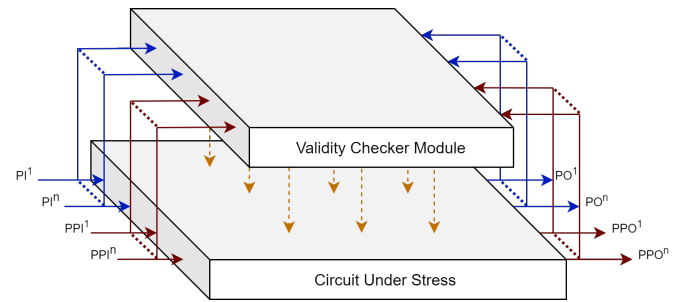 Validity Checker Module
PI¹
PIⁿ
PPI¹
PPIⁿ
PO¹
POⁿ
PPO¹
PPOⁿ
Circuit Under Stress